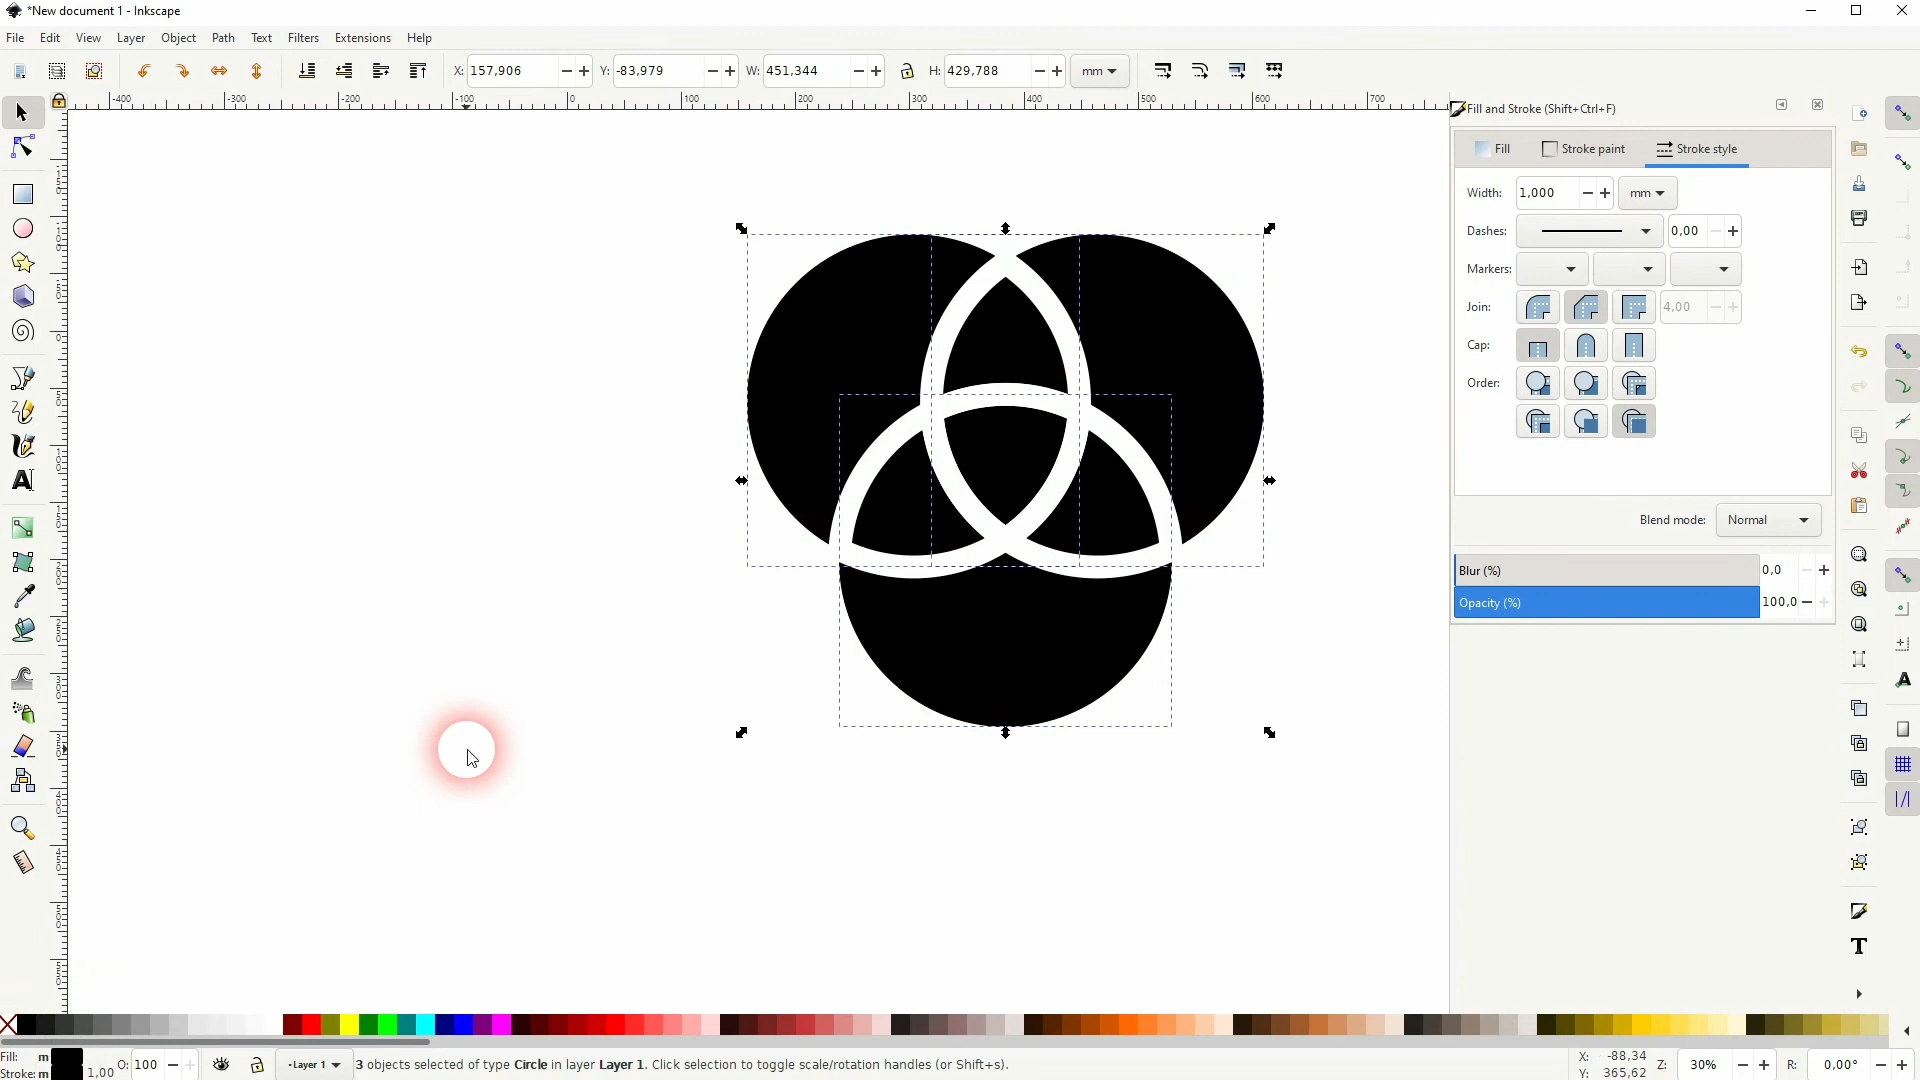 *New document 1 - Inkscape
File Edit View Layer Object Path Text Filters Extensions Help
X: 157,906 Y: -83,979 W: 451,344 H: 429,788 mm
-400 -300 -200 -100 0 100 200 300 400 500 600 700
Fill and Stroke (Shift+Ctrl+F)
Fill Stroke paint Stroke style
Width: 1,000 mm
Dashes: 0,00
Markers:
Join: 4,00
Cap:
Order:
Blend mode: Normal
Blur (%) 0,0
Opacity (%) 100,0
Fill: m O: 100 -Layer 1 3 objects selected of type Circle in layer Layer 1. Click selection to toggle scale/rotation handles (or Shift+s). X: -88,34 Z: 30% R: 0,00°
Stroke: m 1,00 Y: 365,62